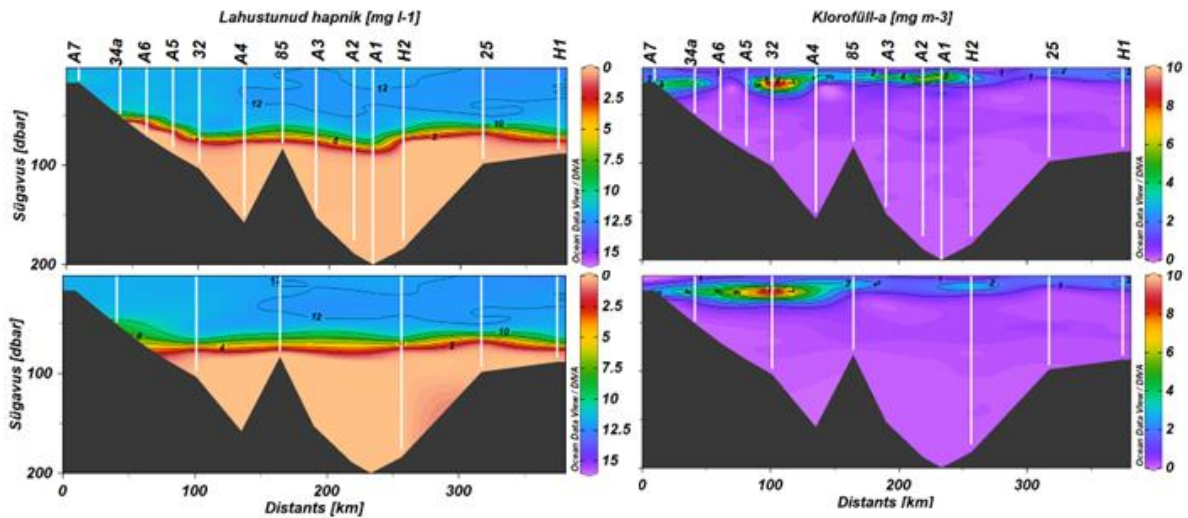 Lahustunud hapnik [mg l-1]
A7 34a A6 A5 32 A4 85 A3 A2 A1 H2 25 H1
Sügavus [dbar]
100
200
12
12
8
2
10
0
2.5
5
7.5
10
12.5
15
Ocean Data View / DIVA
Klorofüll-a [mg m-3]
A7 34a A6 A5 32 A4 85 A3 A2 A1 H2 25 H1
10
8
6
4
2
0
Ocean Data View / DIVA
Sügavus [dbar]
100
200
12
8
4
2
10
0
2.5
5
7.5
10
12.5
15
Ocean Data View / DIVA
0 100 200 300
Distants [km]
10
8
6
4
2
0
Ocean Data View / DIVA
0 100 200 300
Distants [km]